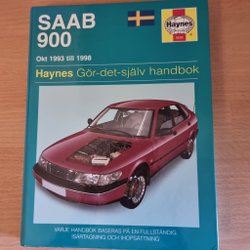 SAAB
900
Okt 1993 till 1998
Haynes
Haynes Gör-det-själv handbok
VARJE HANDBOK BASERAS PÅ EN FULLSTÄNDIG
ISÄRTAGNING OCH IHOPSÄTTNING